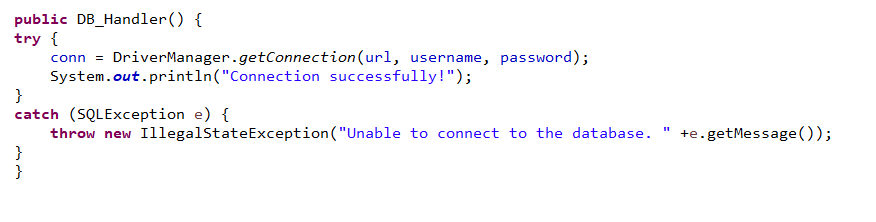 public DB_Handler() {
try {
    conn = DriverManager.getConnection(url, username, password);
    System.out.println("Connection successfully!");
}
catch (SQLException e) {
    throw new IllegalStateException("Unable to connect to the database. " +e.getMessage());
}
}